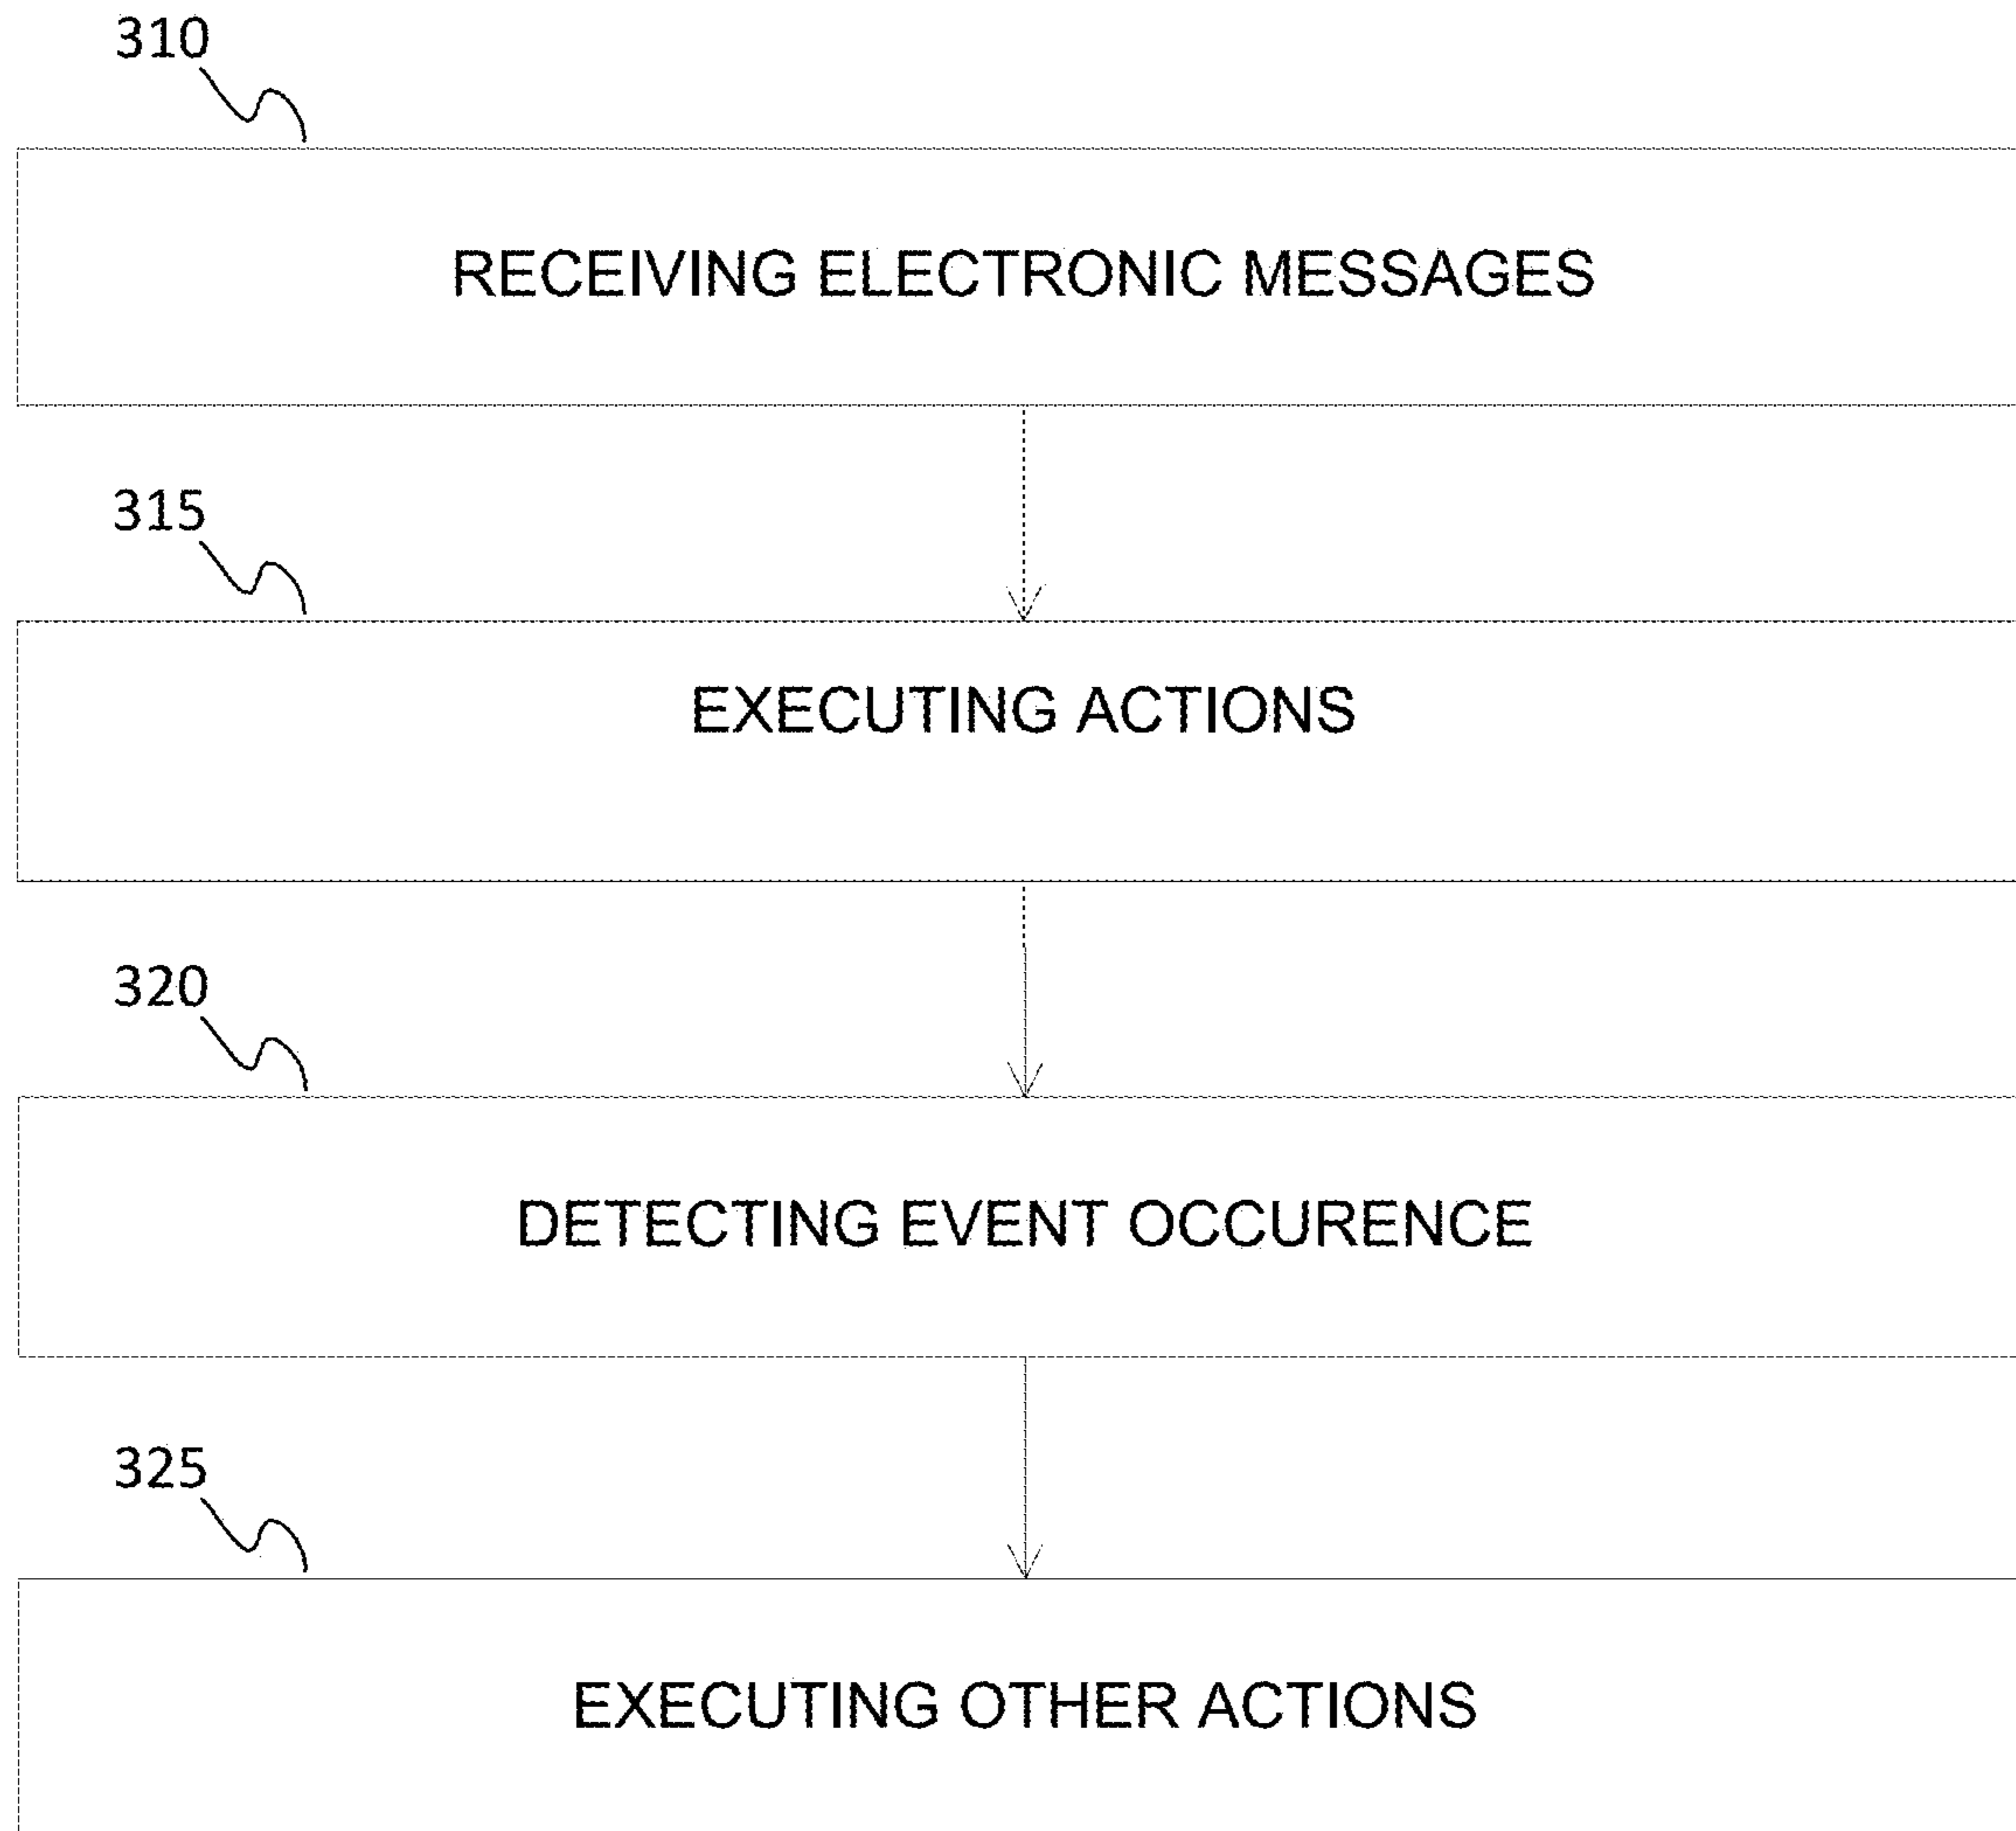 310
RECEIVING ELECTRONIC MESSAGES
315
EXECUTING ACTIONS
320
DETECTING EVENT OCCURENCE
325
EXECUTING OTHER ACTIONS